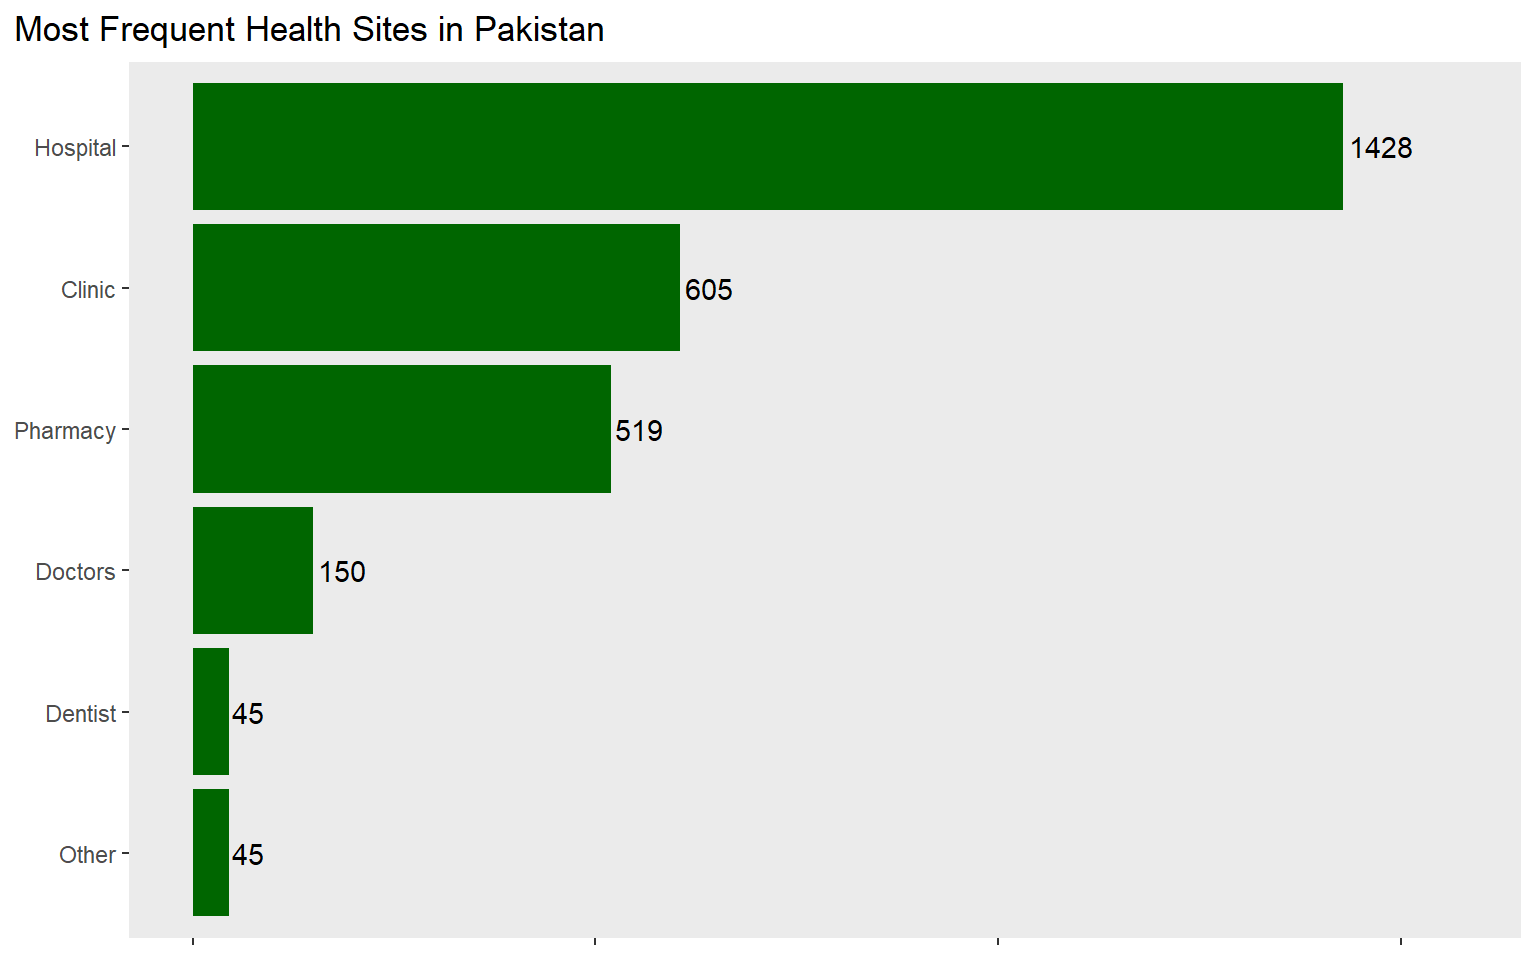 Most Frequent Health Sites in Pakistan
Hospital 1428
Clinic 605
Pharmacy 519
Doctors 150
Dentist 45
Other 45